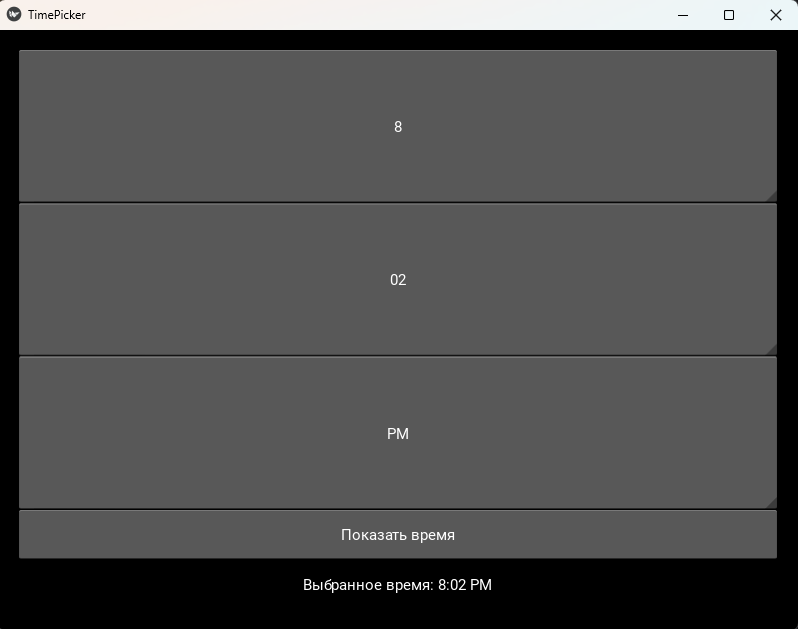 TimePicker
8
02
PM
Показать время
Выбранное время: 8:02 PM